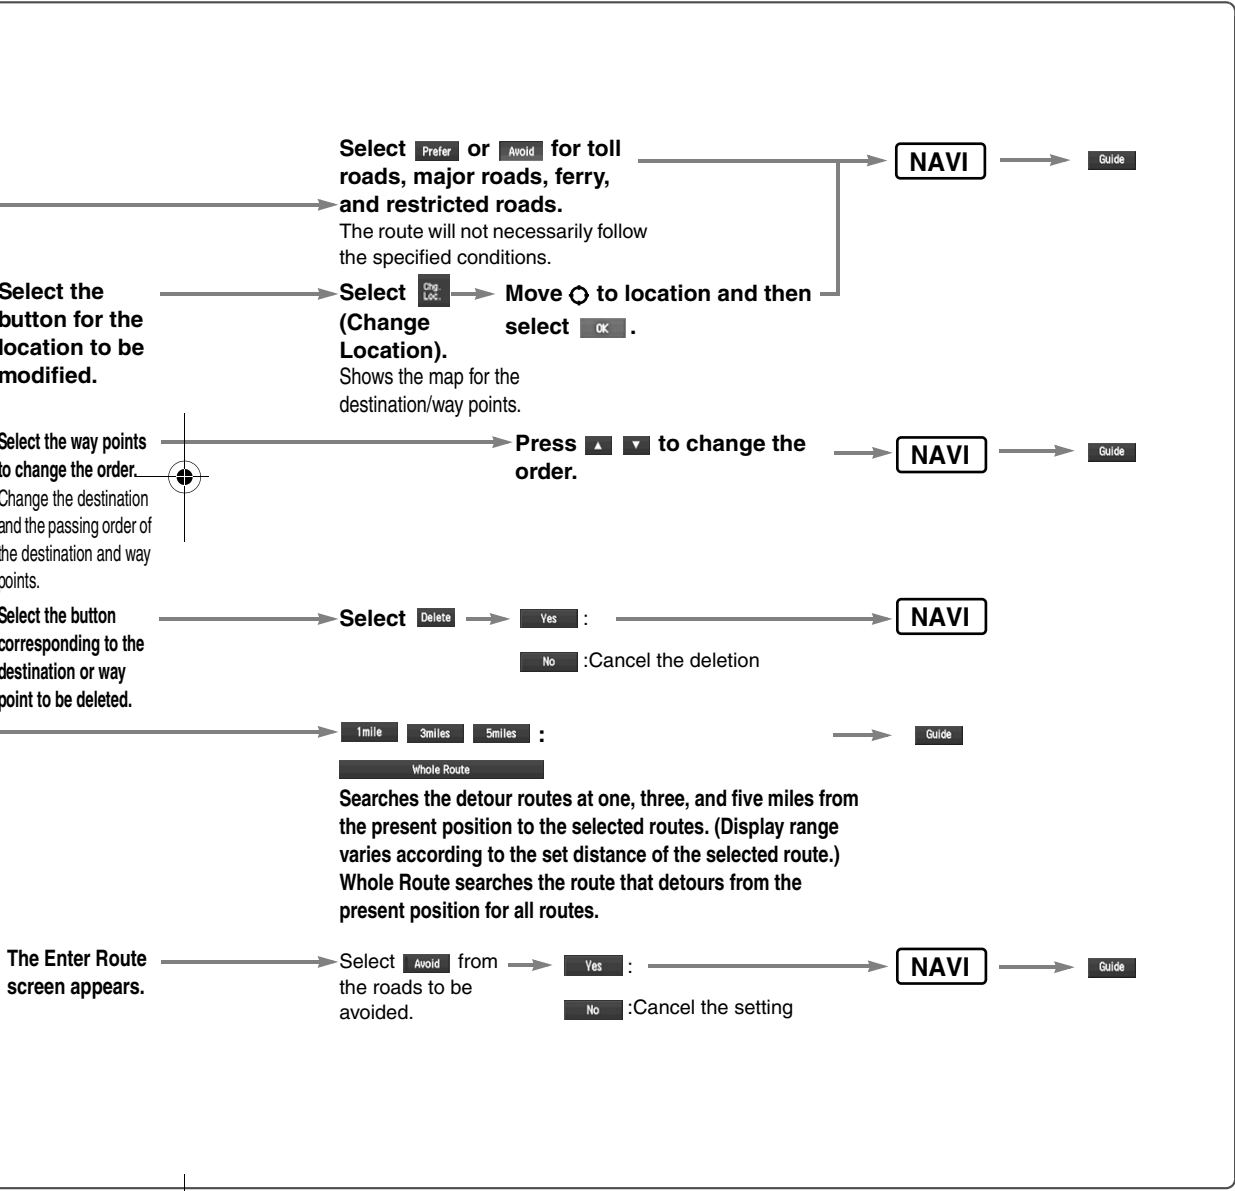 Select Prefer or Avoid for toll
roads, major roads, ferry,
and restricted roads.
The route will not necessarily follow
the specified conditions.
NAVI
Guide
Select the
button for the
location to be
modified.
Select Chg. Loc.
(Change
Location).
Shows the map for the
destination/way points.
Move to location and then
select OK .
Select the way points
to change the order.
Change the destination
and the passing order of
the destination and way
points.
Press to change the
order.
NAVI
Guide
Select the button
corresponding to the
destination or way
point to be deleted.
Select Delete
Yes :
No :Cancel the deletion
NAVI
1mile 3miles 5miles :
Whole Route
Guide
Searches the detour routes at one, three, and five miles from
the present position to the selected routes. (Display range
varies according to the set distance of the selected route.)
Whole Route searches the route that detours from the
present position for all routes.
The Enter Route
screen appears.
Select Avoid from
the roads to be
avoided.
Yes :
No :Cancel the setting
NAVI
Guide